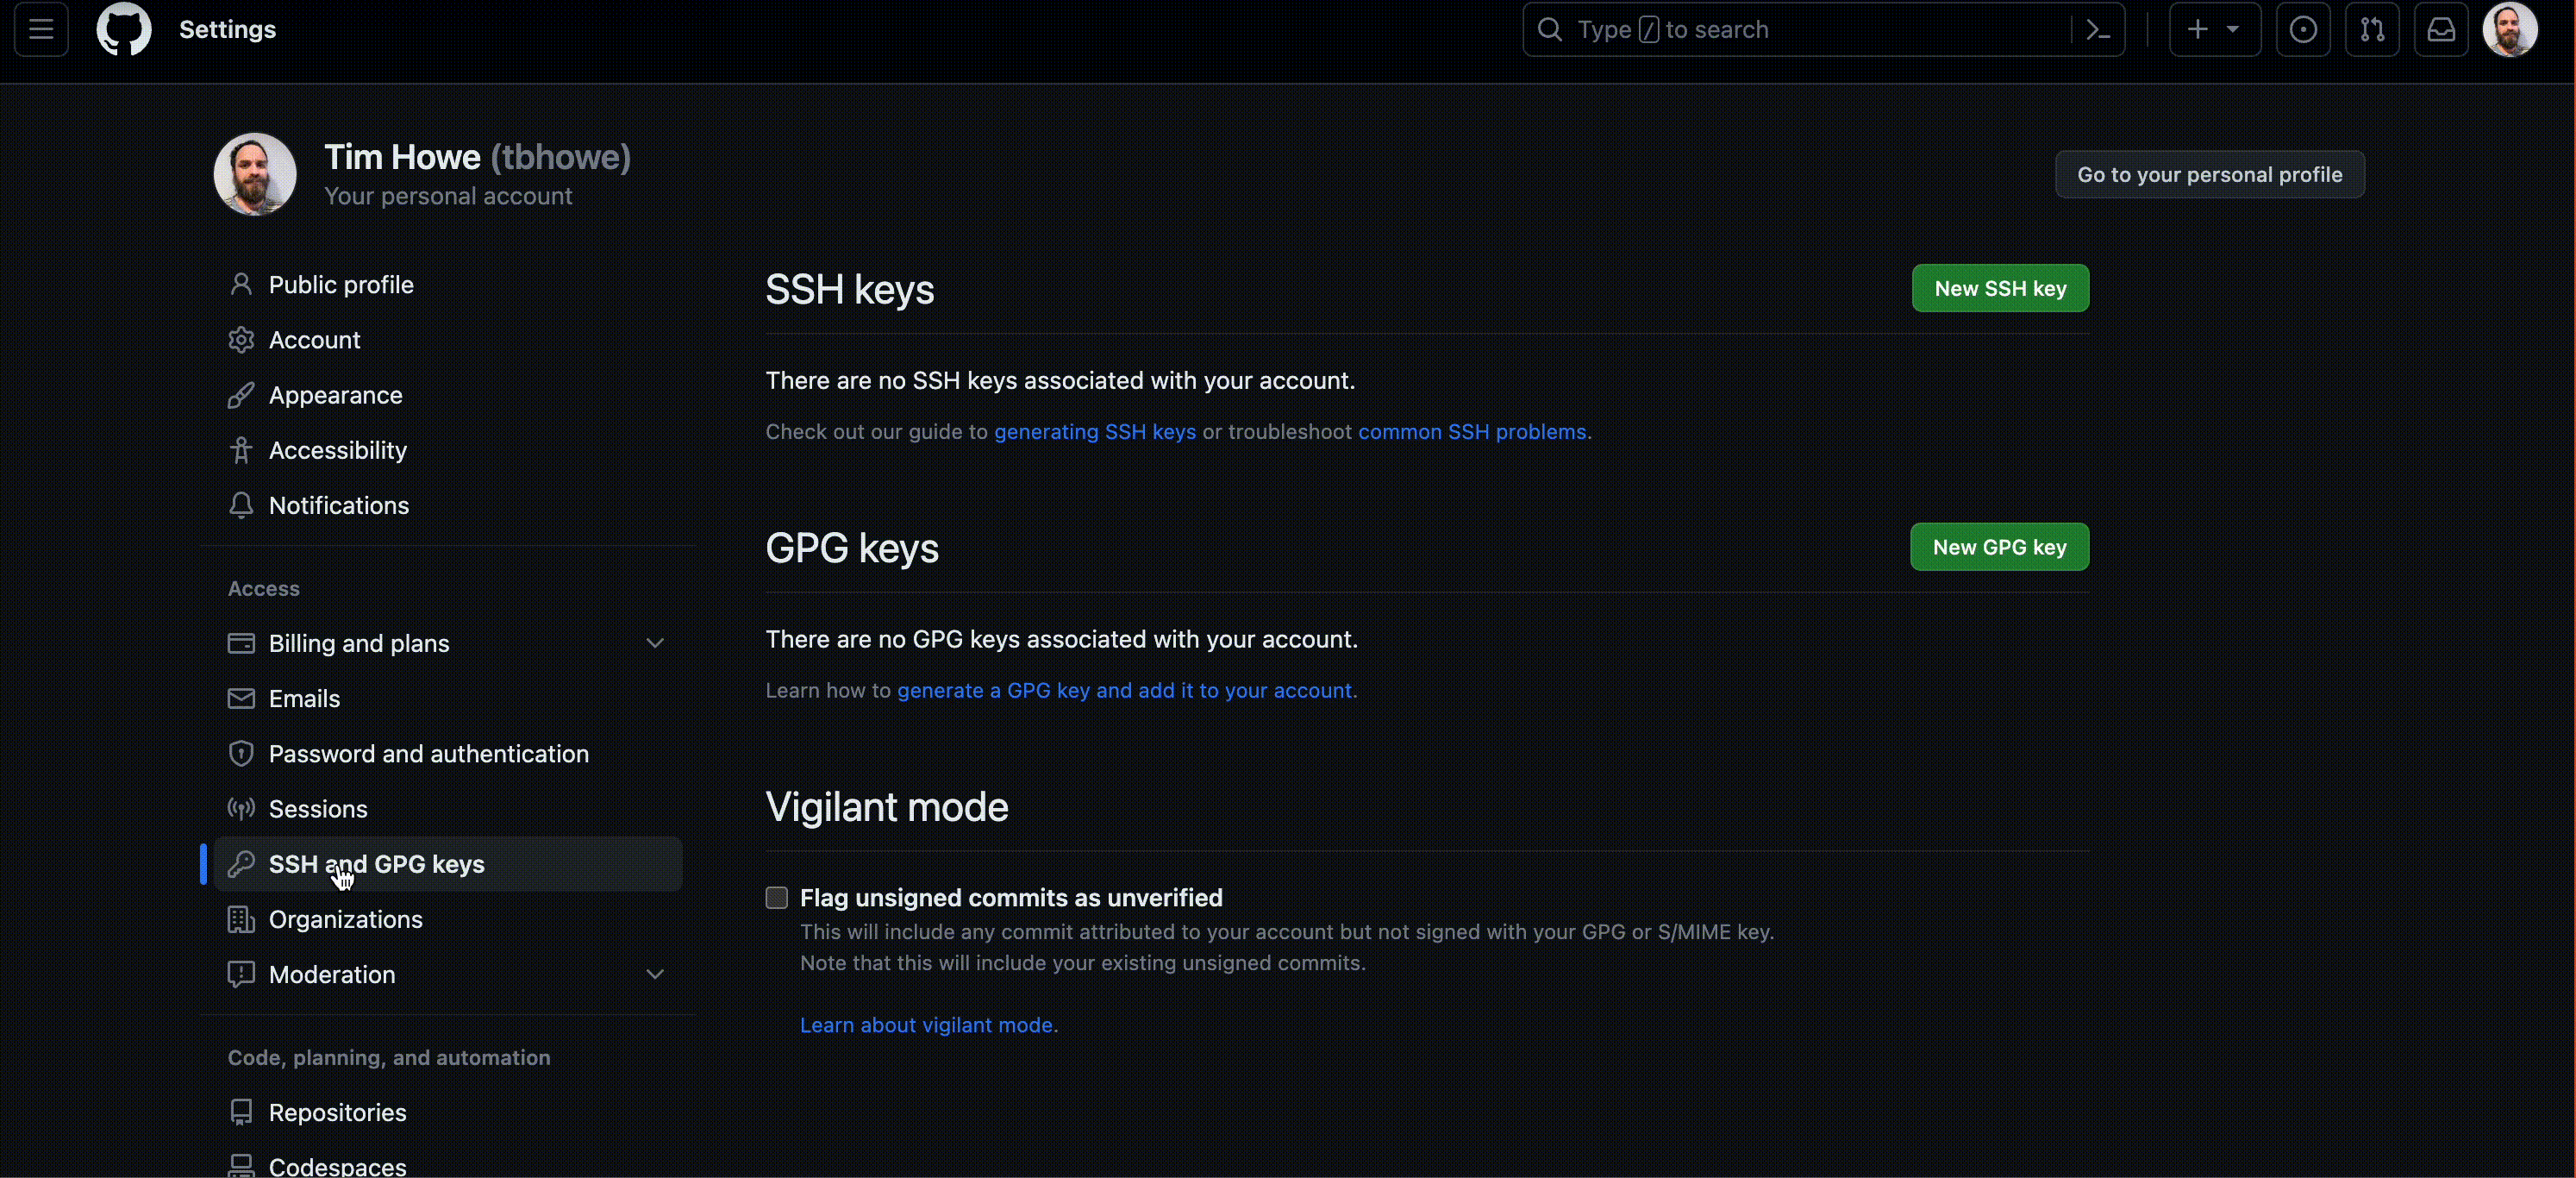 Settings
Type / to search
Tim Howe (tbhowe)
Your personal account
Go to your personal profile
Public profile
Account
Appearance
Accessibility
Notifications
Access
Billing and plans
Emails
Password and authentication
Sessions
SSH and GPG keys
Organizations
Moderation
Code, planning, and automation
Repositories
Codespaces
SSH keys
New SSH key
There are no SSH keys associated with your account.
Check out our guide to generating SSH keys or troubleshoot common SSH problems.
GPG keys
New GPG key
There are no GPG keys associated with your account.
Learn how to generate a GPG key and add it to your account.
Vigilant mode
Flag unsigned commits as unverified
This will include any commit attributed to your account but not signed with your GPG or S/MIME key.
Note that this will include your existing unsigned commits.
Learn about vigilant mode.